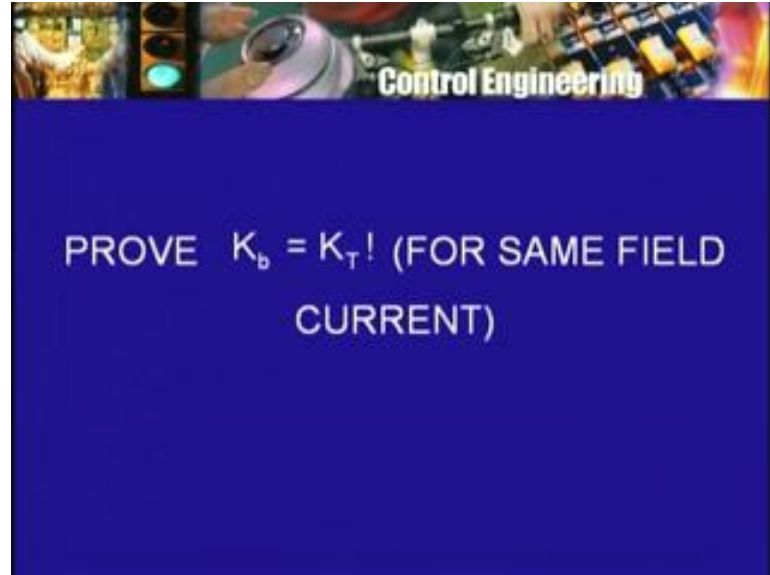 Control Engineering
PROVE K_b = K_T! (FOR SAME FIELD
CURRENT)